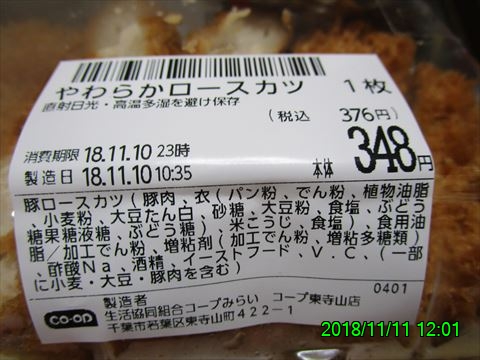 やわらかロースカツ 1枚
直射日光・高温多湿を避け保存
(税込 376円)
消費期限 18.11.10 23時
製造日 18.11.10 10:35
本体 348円
豚ロースカツ(豚肉、衣(パン粉、でん粉、植物油脂
、小麦粉、大豆たん白、砂糖、大豆粉、食塩、ぶどう
糖果糖液糖、ぶどう糖)、米こうじ、食塩)、食用油
脂/加工でん粉、増粘剤(加工でん粉、増粘多糖類)
、酢酸Na、酒精、イーストフード、V.C、(一部
に小麦・大豆・豚肉を含む)
0401
製造者
co-op 生活協同組合コープみらい コープ東寺山店
千葉市若葉区東寺山町422-1
2018/11/11 12:01